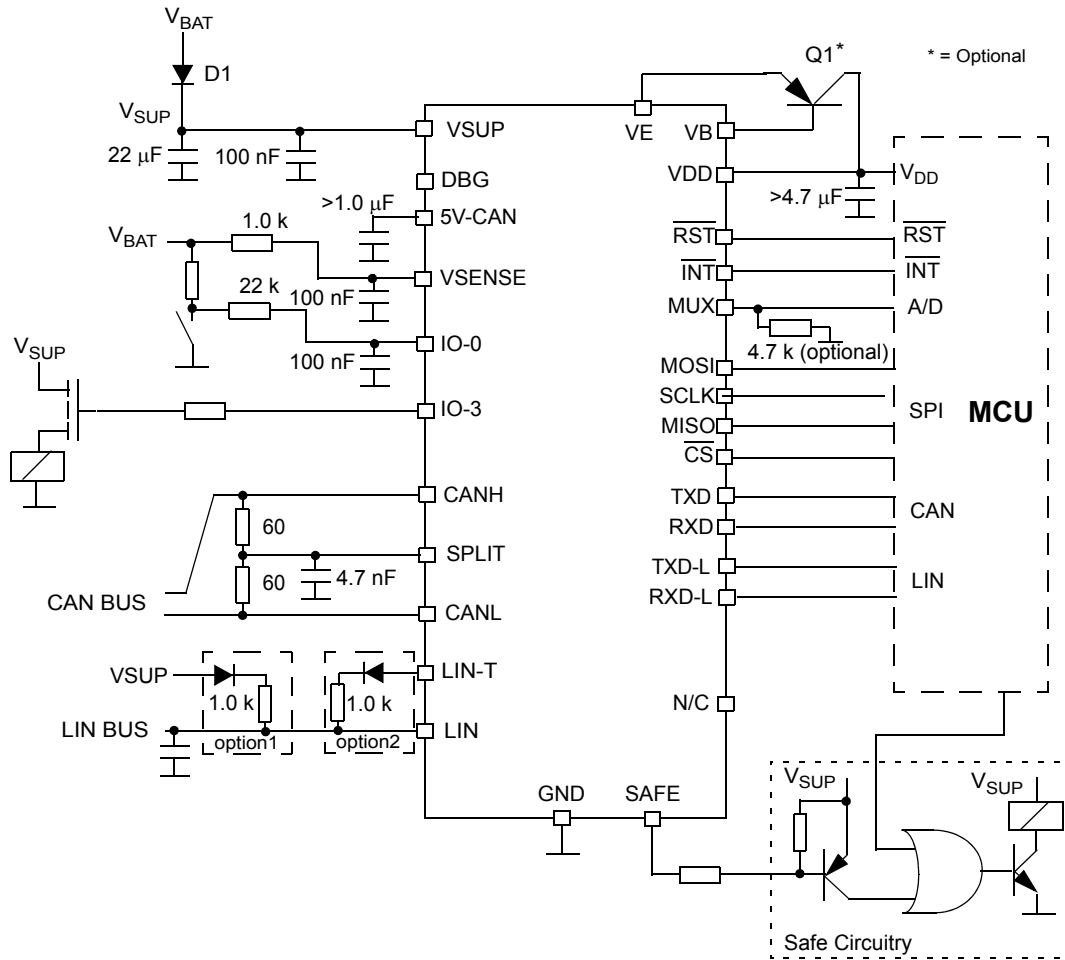 V_BAT
Q1*
* = Optional
D1
V_SUP
VSUP
VE
VB
22 μF
100 nF
DBG
VDD
V_DD
>4.7 μF
>1.0 μF
5V-CAN
1.0 k
V_BAT
RST
RST
VSENSE
INT
INT
22 k
100 nF
MUX
A/D
IO-0
4.7 k (optional)
V_SUP
100 nF
MOSI
SCLK
SPI
MCU
IO-3
MISO
CS
CANH
TXD
CAN
60
RXD
SPLIT
60
4.7 nF
TXD-L
LIN
CAN BUS
CANL
RXD-L
VSUP
LIN-T
1.0 k
1.0 k
N/C
LIN BUS
LIN
option1
option2
GND
SAFE
V_SUP
V_SUP
Safe Circuitry